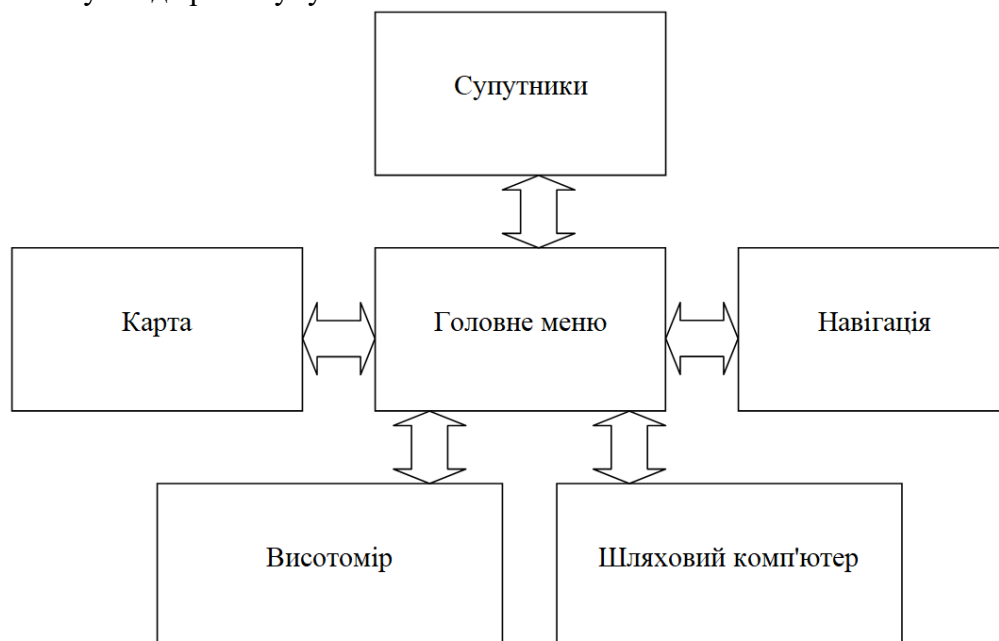 Супутники
Карта
Головне меню
Навігація
Висотомір
Шляховий комп'ютер